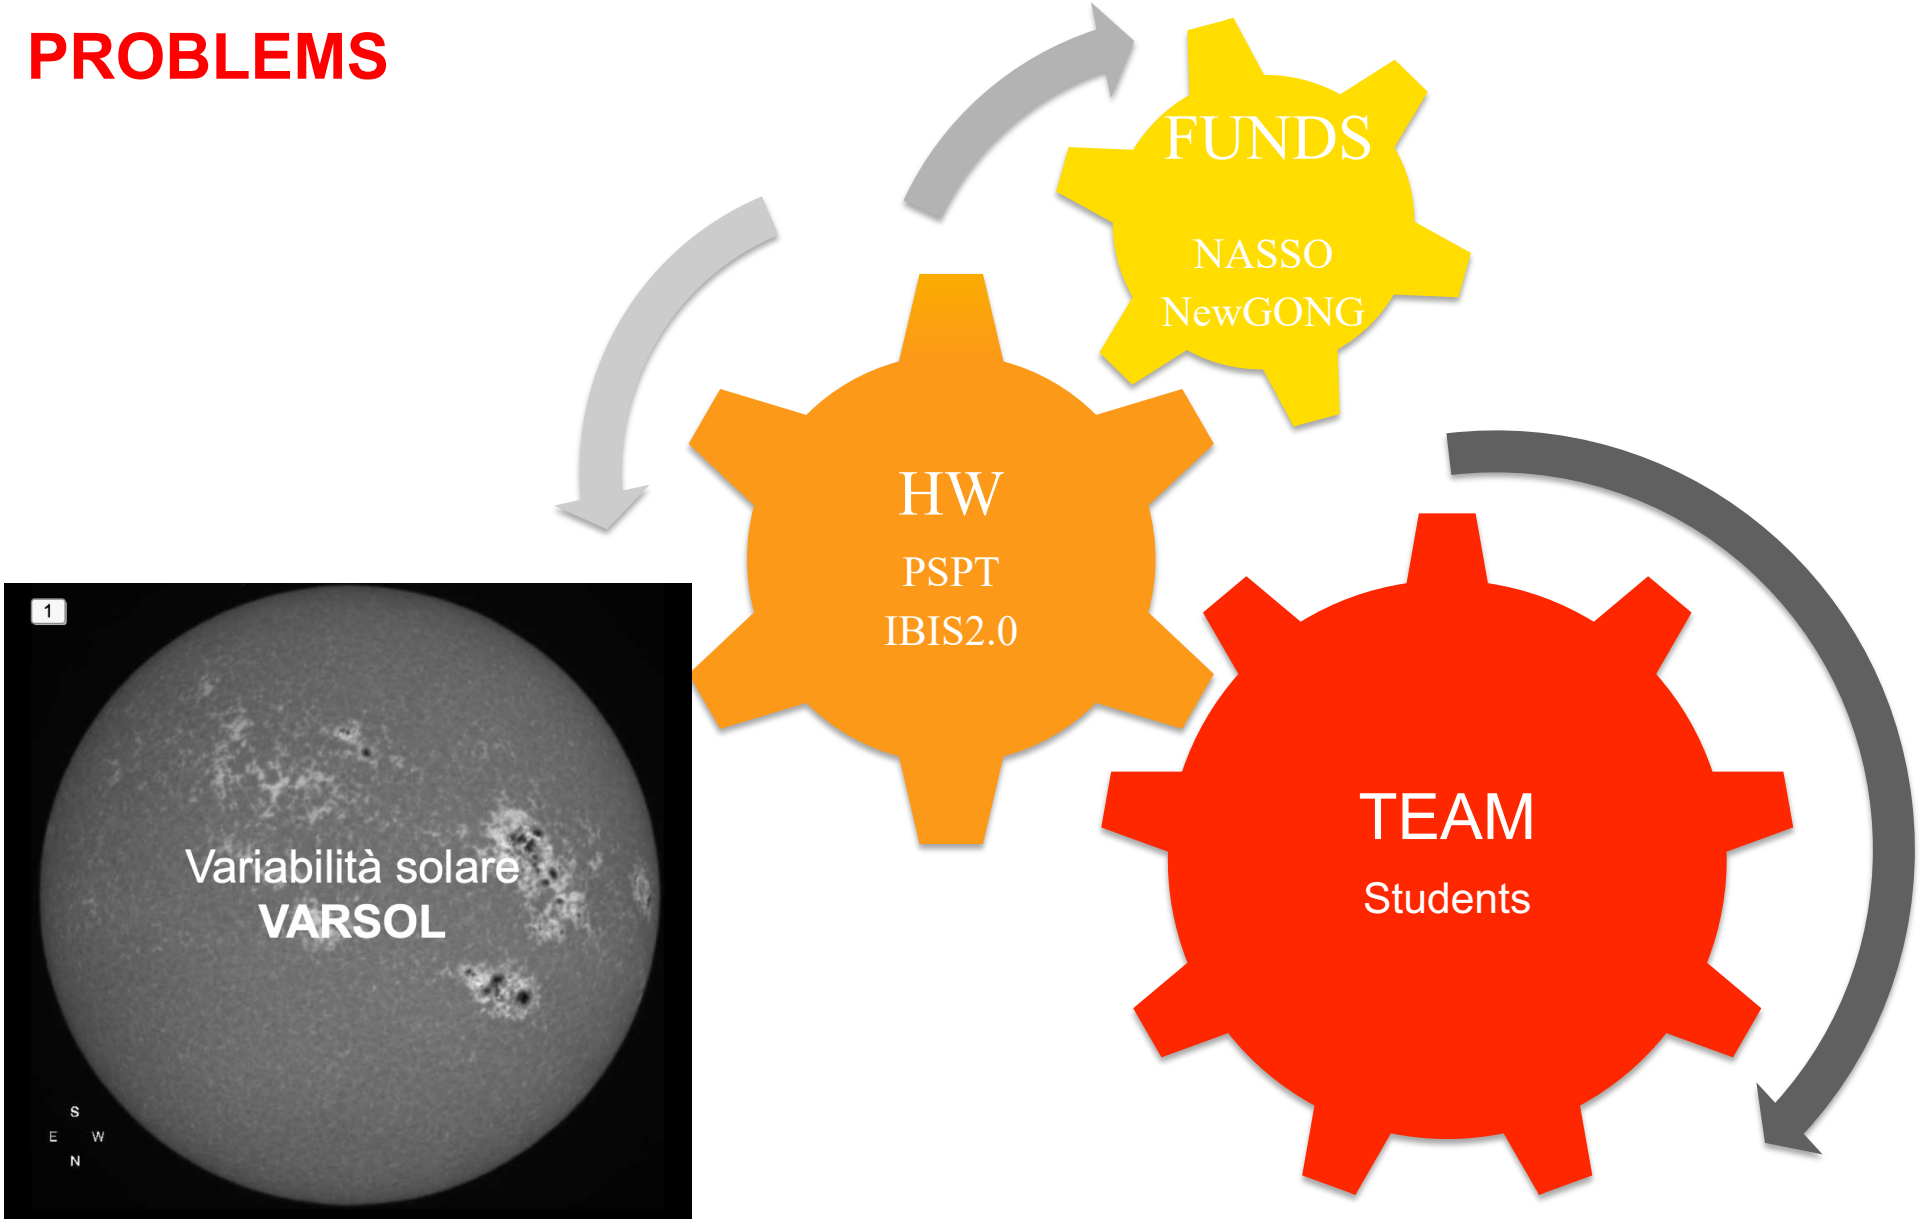 PROBLEMS
FUNDS
NASSO
NewGONG
HW
PSPT
IBIS2.0
TEAM
Students
1
Variabilità solare
VARSOL
S
E W
N